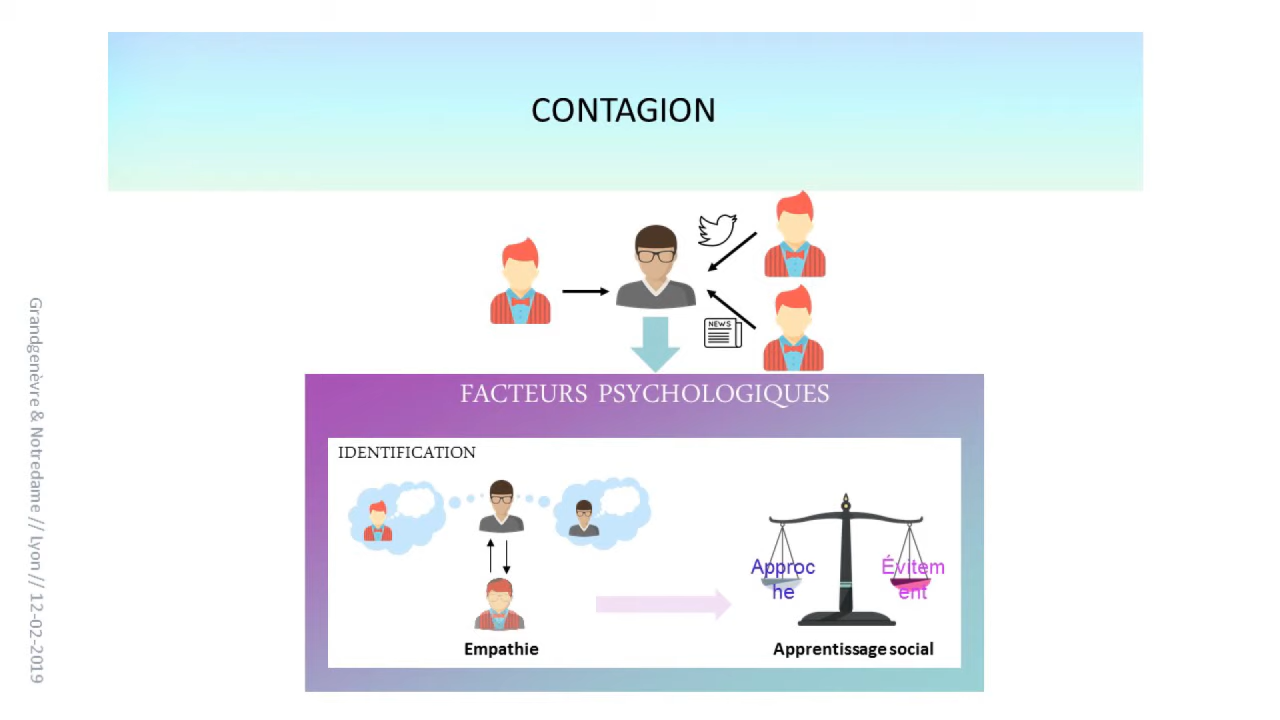 CONTAGION
NEWS
FACTEURS PSYCHOLOGIQUES
IDENTIFICATION
Approc
he
Évitem
ent
Empathie
Apprentissage social
Grandgenèvre & Notredame // Lyon // 12-02-2019